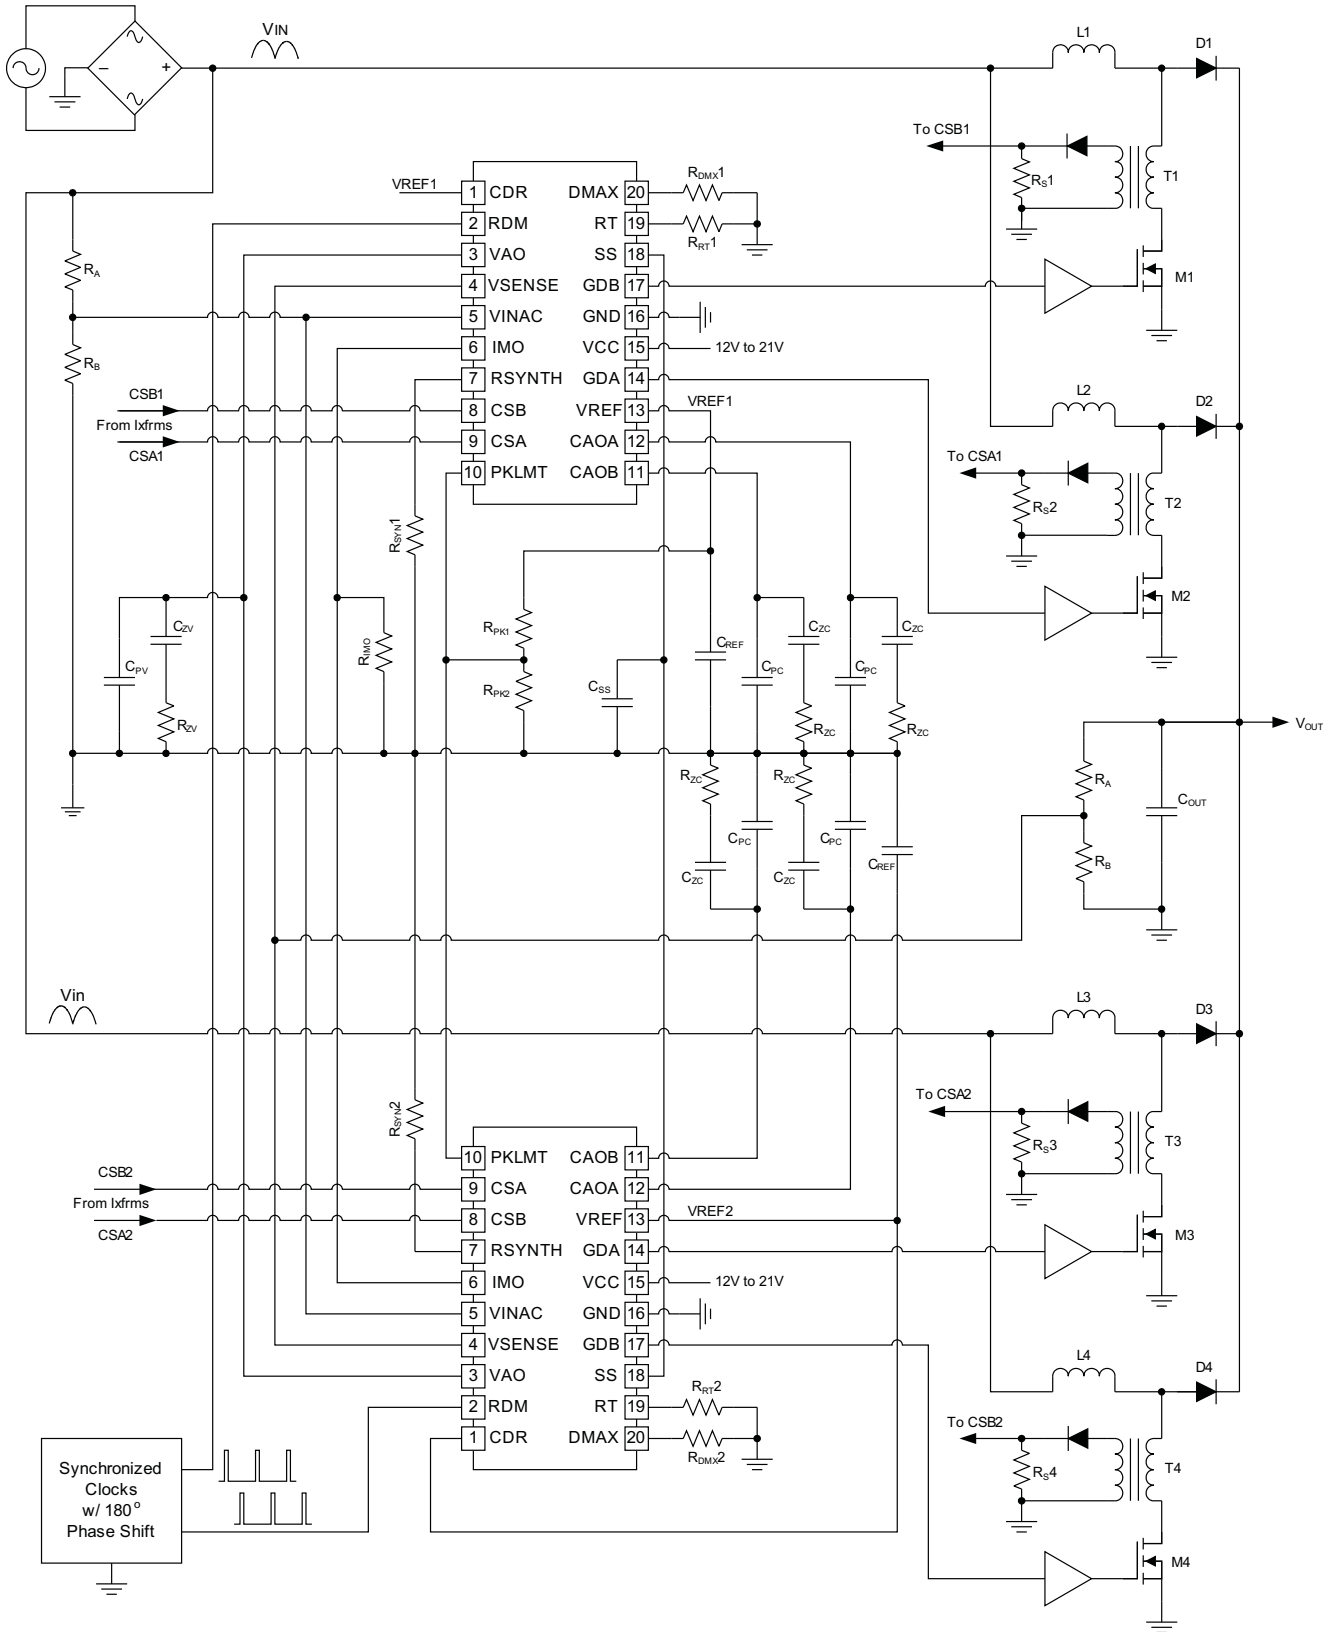 VIN
L1
D1
To CSB1
RS1
T1
M1
VREF1
1 CDR DMAX 20
RDMX1
2 RDM RT 19
RRT1
3 VAO SS 18
4 VSENSE GDB 17
5 VINAC GND 16
6 IMO VCC 15
12V to 21V
7 RSYNTH GDA 14
8 CSB VREF 13
VREF1
9 CSA CAOA 12
10 PKLMT CAOB 11
RA
RB
CSB1
From Ixfrms
CSA1
L2
D2
To CSA1
RS2
T2
M2
RSYN1
CPV
CZV
RZV
RIMO
RPK1
RPK2
CSS
CREF
CPC
CZC
RZC
CPC
CZC
RZC
VOUT
RA
RB
COUT
RZC
CZC
CPC
RZC
CZC
CPC
CREF
Vin
L3
D3
To CSA2
RS3
T3
M3
RSYN2
CSB2
From Ixfrms
CSA2
10 PKLMT CAOB 11
9 CSA CAOA 12
8 CSB VREF 13
VREF2
7 RSYNTH GDA 14
6 IMO VCC 15
12V to 21V
5 VINAC GND 16
4 VSENSE GDB 17
3 VAO SS 18
2 RDM RT 19
RRT2
1 CDR DMAX 20
RDMX2
L4
D4
To CSB2
RS4
T4
M4
Synchronized
Clocks
w/ 180°
Phase Shift